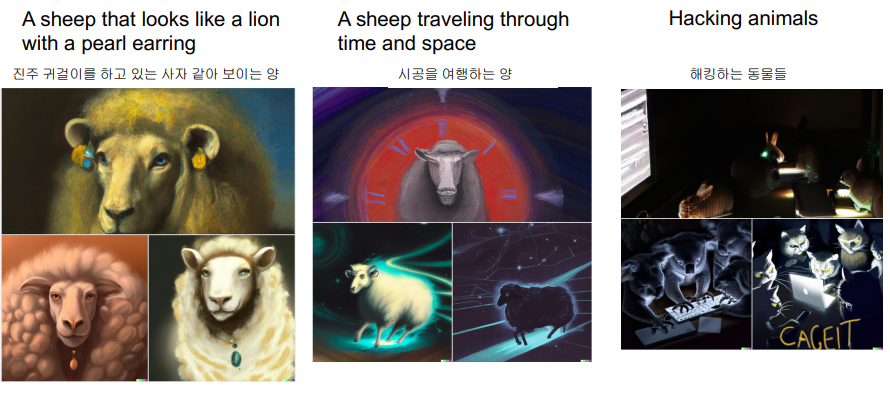 A sheep that looks like a lion
with a pearl earring
진주 귀걸이를 하고 있는 사자 같아 보이는 양
A sheep traveling through
time and space
시공을 여행하는 양
Hacking animals
해킹하는 동물들
CAGEIT